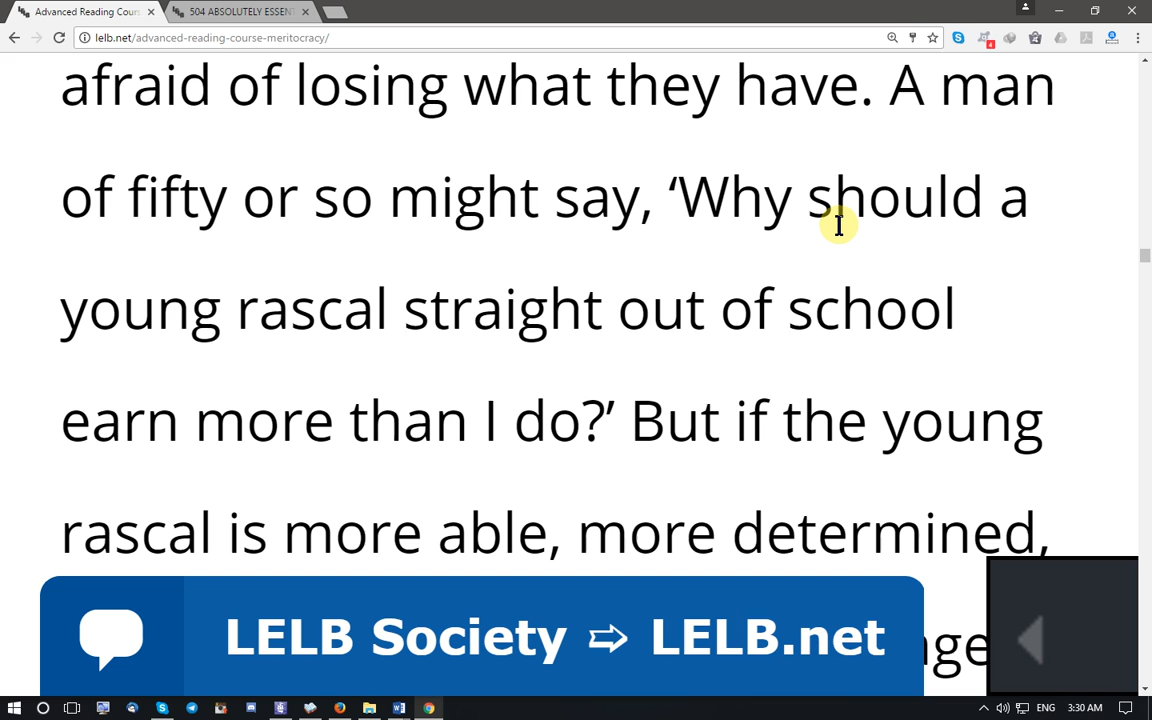 Advanced Reading Cour
504 ABSOLUTELY ESSENT
lelb.net/advanced-reading-course-meritocracy/
4
afraid of losing what they have. A man
of fifty or so might say, ‘Why should a
young rascal straight out of school
earn more than I do?’ But if the young
rascal is more able, more determined,
LELB Society ⇨ LELB.net
ENG 3:30 AM